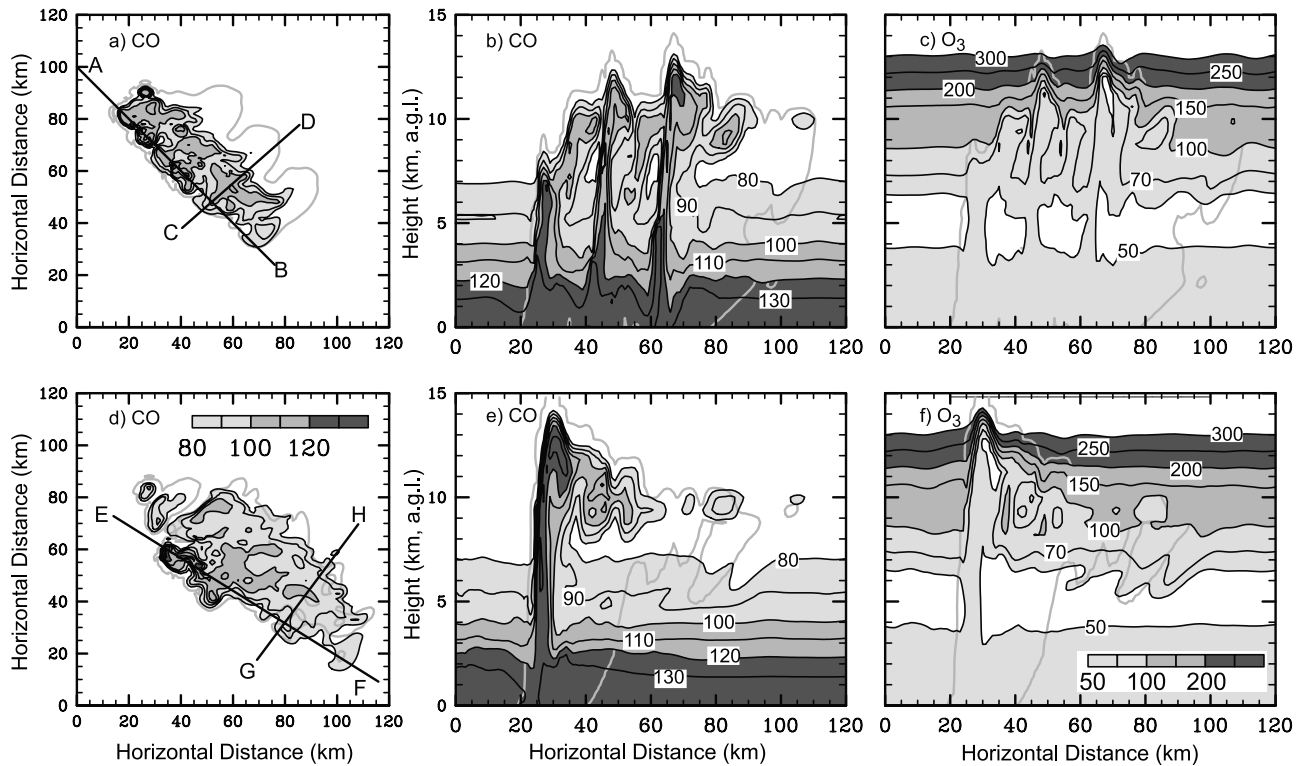 a) CO
A
B
C
D
120
100
80
60
40
20
0
0 20 40 60 80 100 120
Horizontal Distance (km)
b) CO
15
10
5
0
80
90
100
110
120
130
0 20 40 60 80 100 120
Height (km, a.g.l.)
c) O3
300
250
200
150
100
70
50
0 20 40 60 80 100 120
d) CO
80 100 120
E
F
G
H
120
100
80
60
40
20
0
0 20 40 60 80 100 120
Horizontal Distance (km)
Horizontal Distance (km)
e) CO
15
10
5
0
80
90
100
110
120
130
0 20 40 60 80 100 120
Height (km, a.g.l.)
Horizontal Distance (km)
f) O3
300
250
200
150
100
70
50
50 100 200
0 20 40 60 80 100 120
Horizontal Distance (km)